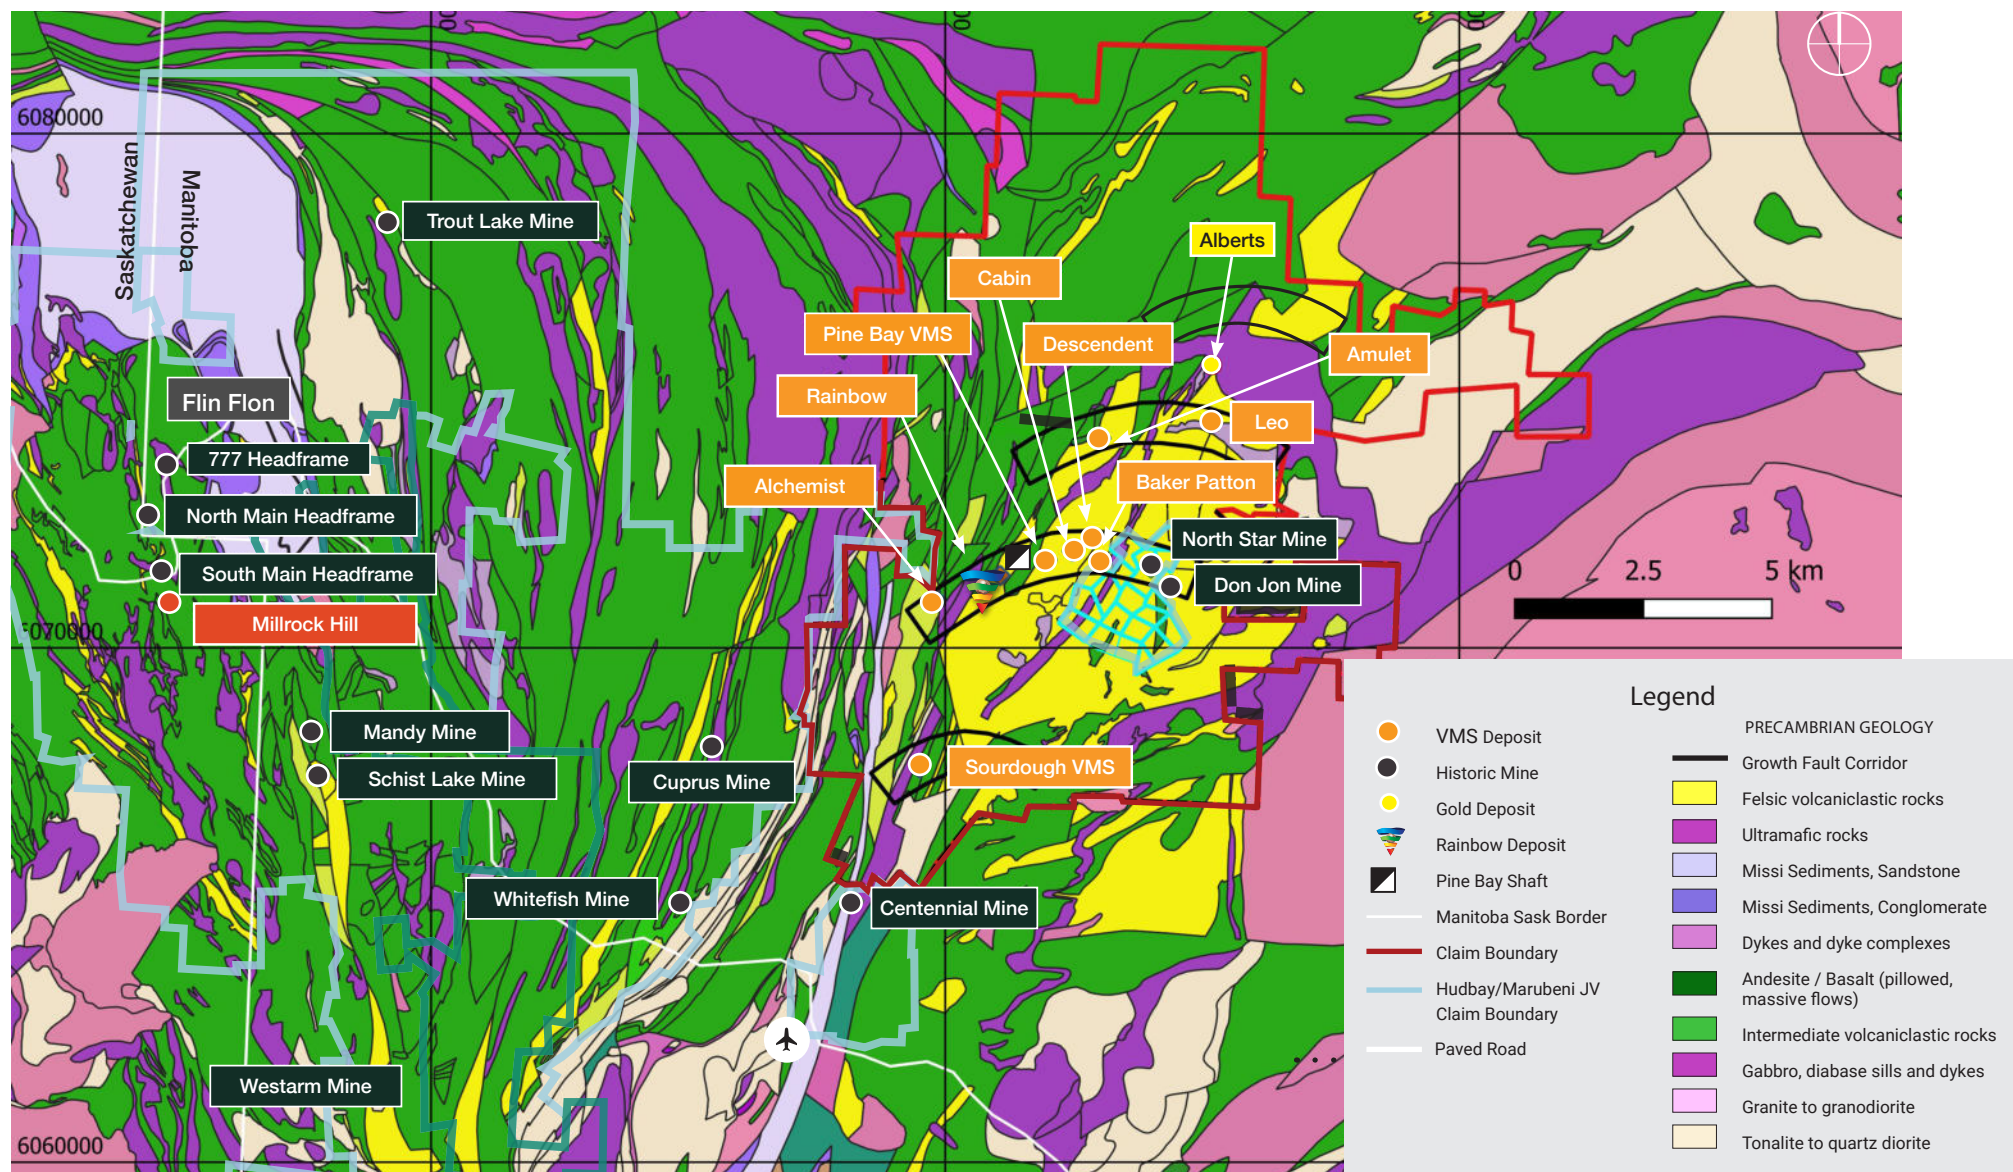 00
00
00
6080000
Saskatchewan
Manitoba
Trout Lake Mine
Alberts
Cabin
Pine Bay VMS
Descendent
Amulet
Rainbow
Flin Flon
Leo
777 Headframe
Alchemist
Baker Patton
North Main Headframe
North Star Mine
South Main Headframe
Don Jon Mine
0 2.5 5 km
Millrock Hill
6070000
Mandy Mine
Schist Lake Mine
Cuprus Mine
Sourdough VMS
Whitefish Mine
Centennial Mine
Westarm Mine
6060000
Legend
VMS Deposit
Historic Mine
Gold Deposit
Rainbow Deposit
Pine Bay Shaft
Manitoba Sask Border
Claim Boundary
Hudbay/Marubeni JV
Claim Boundary
Paved Road
PRECAMBRIAN GEOLOGY
Growth Fault Corridor
Felsic volcaniclastic rocks
Ultramafic rocks
Missi Sediments, Sandstone
Missi Sediments, Conglomerate
Dykes and dyke complexes
Andesite / Basalt (pillowed,
massive flows)
Intermediate volcaniclastic rocks
Gabbro, diabase sills and dykes
Granite to granodiorite
Tonalite to quartz diorite